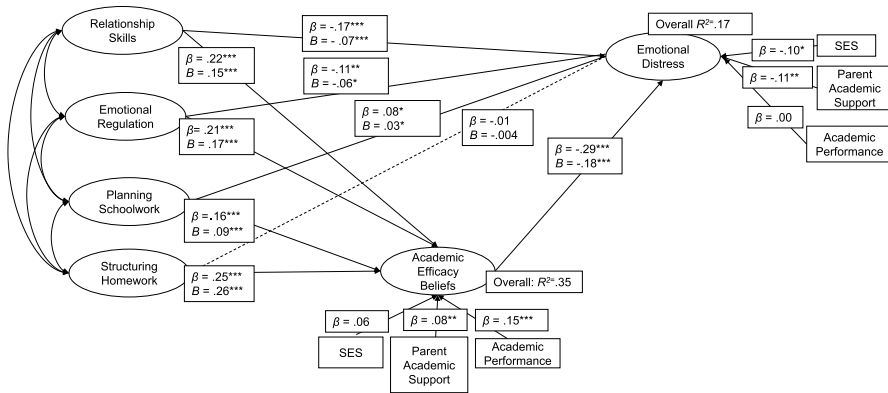 Relationship
Skills
β = -.17***
B = - .07***
Overall R²=.17
Emotional
Distress
β = -.10*
SES
β = .22***
B = .15***
β = -.11**
B = -.06*
β = -.11**
Parent
Academic
Support
Emotional
Regulation
β = .08*
B = .03*
β = -.01
B = -.004
β = .00
Academic
Performance
β = .21***
B = .17***
β = -.29***
B = -.18***
Planning
Schoolwork
β =.16***
B = .09***
Structuring
Homework
β = .25***
B = .26***
Academic
Efficacy
Beliefs
Overall: R²=.35
β = .06
β = .08**
β = .15***
SES
Parent
Academic
Support
Academic
Performance